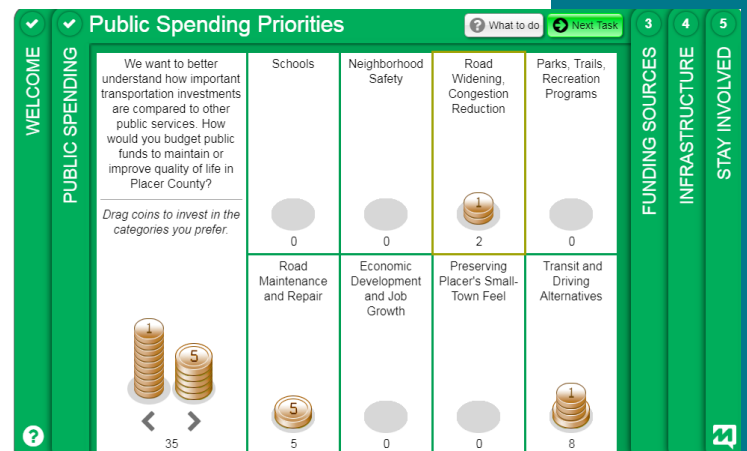 Public Spending Priorities
What to do
Next Task
WELCOME
PUBLIC SPENDING
We want to better
understand how important
transportation investments
are compared to other
public services. How
would you budget public
funds to maintain or
improve quality of life in
Placer County?
Drag coins to invest in the
categories you prefer.
1
5
35
Schools
0
Neighborhood
Safety
0
Road
Widening,
Congestion
Reduction
1
2
Parks, Trails,
Recreation
Programs
0
Road
Maintenance
and Repair
5
5
Economic
Development
and Job
Growth
0
Preserving
Placer's Small-
Town Feel
0
Transit and
Driving
Alternatives
1
8
3
FUNDING SOURCES
4
INFRASTRUCTURE
5
STAY INVOLVED
?